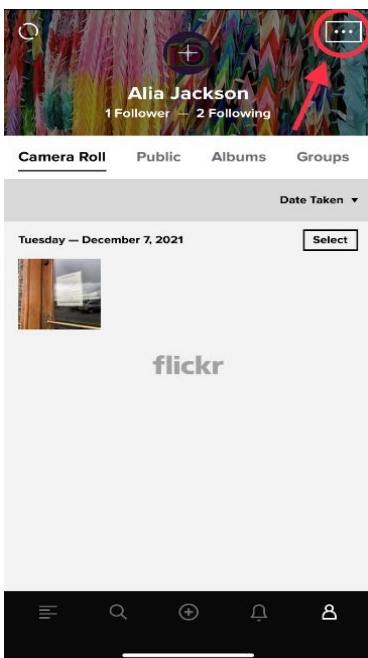 Alia Jackson
1 Follower — 2 Following
Camera Roll Public Albums Groups
Date Taken ▼
Tuesday — December 7, 2021 Select
flickr